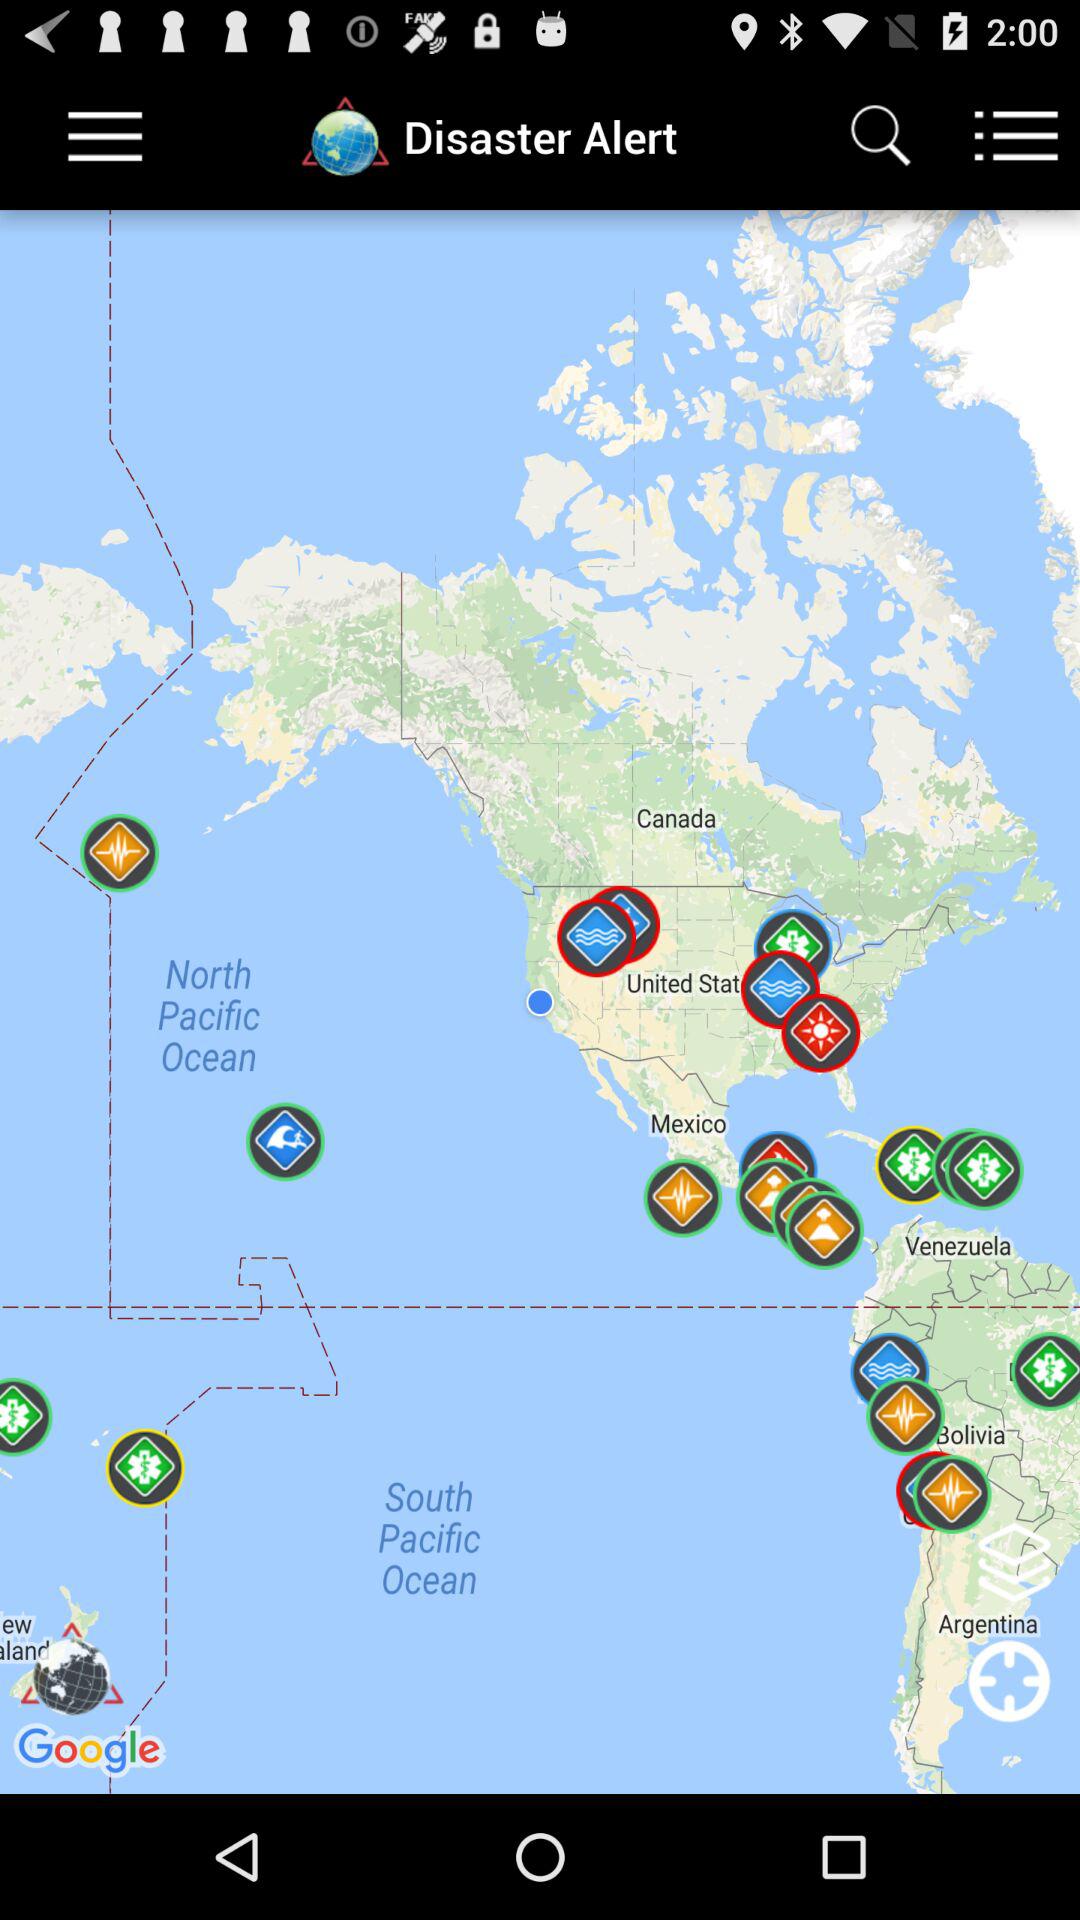 FAKE
2:00
Disaster Alert
Canada
North
Pacific
Ocean
United Stat
Mexico
Venezuela
Bolivia
South
Pacific
Ocean
Argentina
ew
aland
Google